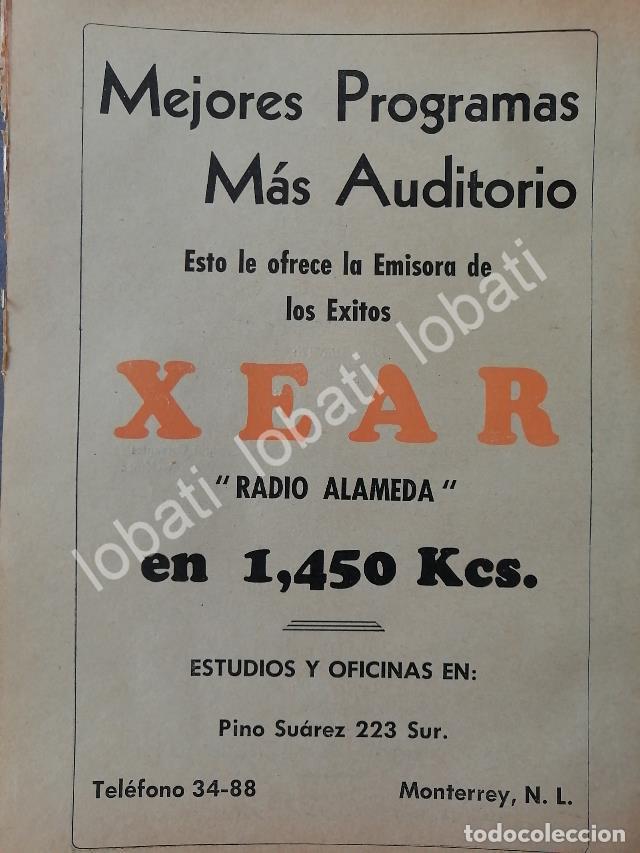 Mejores Programas
Más Auditorio
Esto le ofrece la Emisora de
los Exitos
XEAR
"RADIO ALAMEDA"
en 1,450 Kcs.
ESTUDIOS Y OFICINAS EN:
Pino Suárez 223 Sur.
Teléfono 34-88 Monterrey, N. L.
lobati lobati lobati lobati
todocoleccion